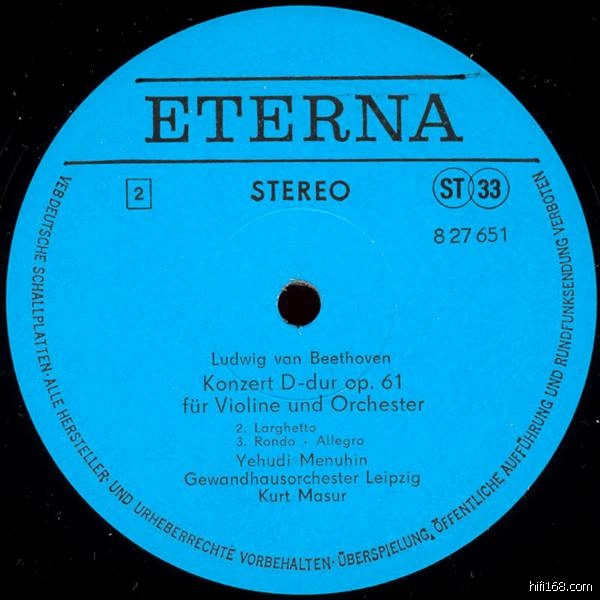 ETERNA
2 STEREO ST 33
8 27 651
Ludwig van Beethoven
Konzert D-dur op. 61
für Violine und Orchester
2. Larghetto
3. Rondo · Allegro
Yehudi Menuhin
Gewandhausorchester Leipzig
Kurt Masur
VEB DEUTSCHE SCHALLPLATTEN · ALLE HERSTELLER- UND URHEBERRECHTE VORBEHALTEN · ÜBERSPIELUNG, ÖFFENTLICHE AUFFÜHRUNG UND RUNDFUNKSENDUNG VERBOTEN
hifi168.com